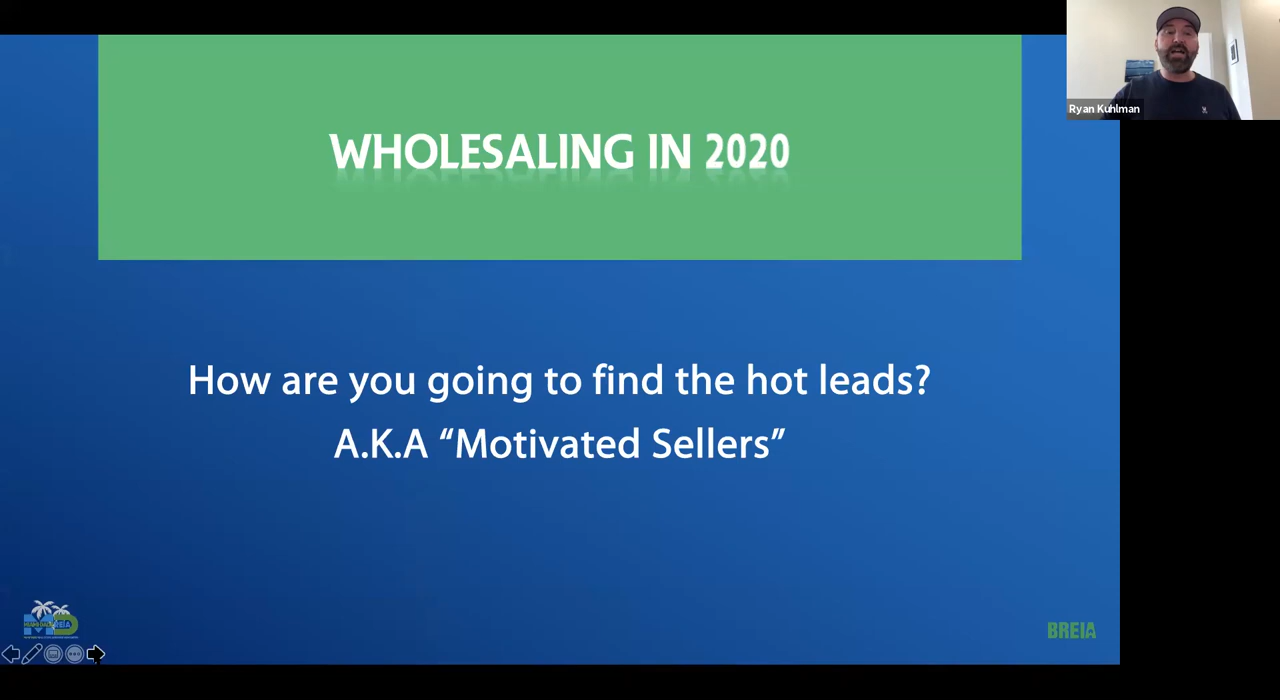 Ryan Kuhlman
WHOLESALING IN 2020
How are you going to find the hot leads?
A.K.A “Motivated Sellers”
BREIA